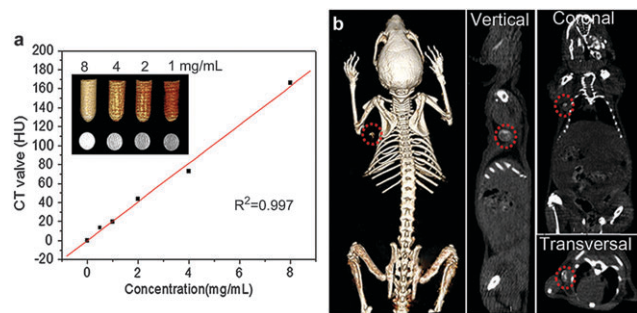 a
8 4 2 1 mg/mL
CT valve (HU)
200
180
160
140
120
100
80
60
40
20
0
-20
R²=0.997
0 2 4 6 8
Concentration(mg/mL)
b
Vertical
Coronal
Transversal